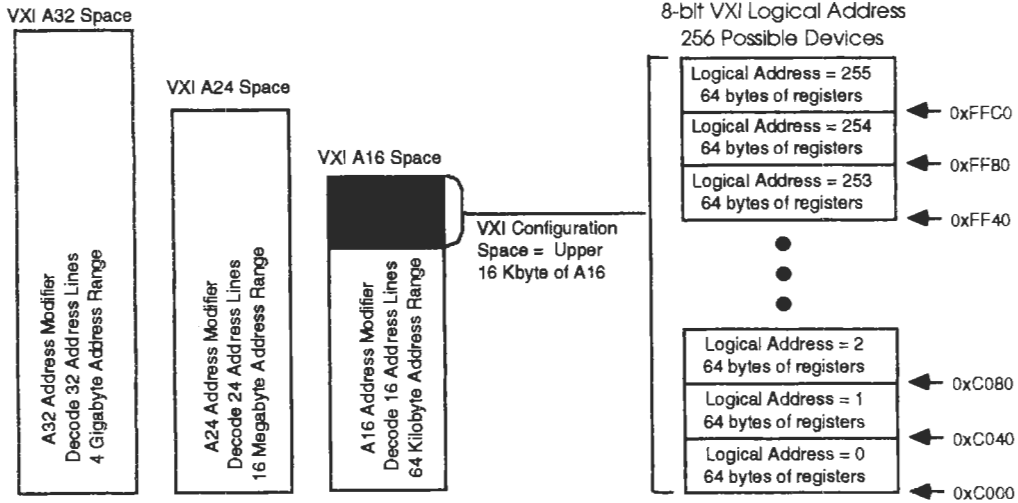 VXI A32 Space
A32 Address Modifier
Decode 32 Address Lines
4 Gigabyte Address Range
VXI A24 Space
A24 Address Modifier
Decode 24 Address Lines
16 Megabyte Address Range
VXI A16 Space
A16 Address Modifier
Decode 16 Address Lines
64 Kilobyte Address Range
VXI Configuration
Space = Upper
16 Kbyte of A16
8-bit VXI Logical Address
256 Possible Devices
Logical Address = 255
64 bytes of registers
0xFFC0
Logical Address = 254
64 bytes of registers
0xFF80
Logical Address = 253
64 bytes of registers
0xFF40
Logical Address = 2
64 bytes of registers
0xC080
Logical Address = 1
64 bytes of registers
0xC040
Logical Address = 0
64 bytes of registers
0xC000